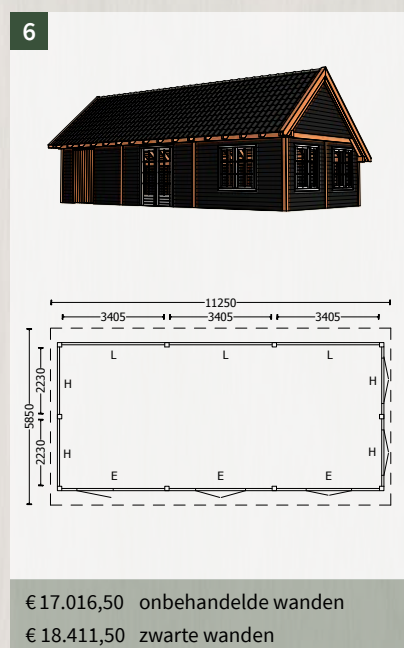 6
11250
3405 3405 3405
L L L
H H
2230
5850
2230
H H
E E E
€ 17.016,50 onbehandelde wanden
€ 18.411,50 zwarte wanden